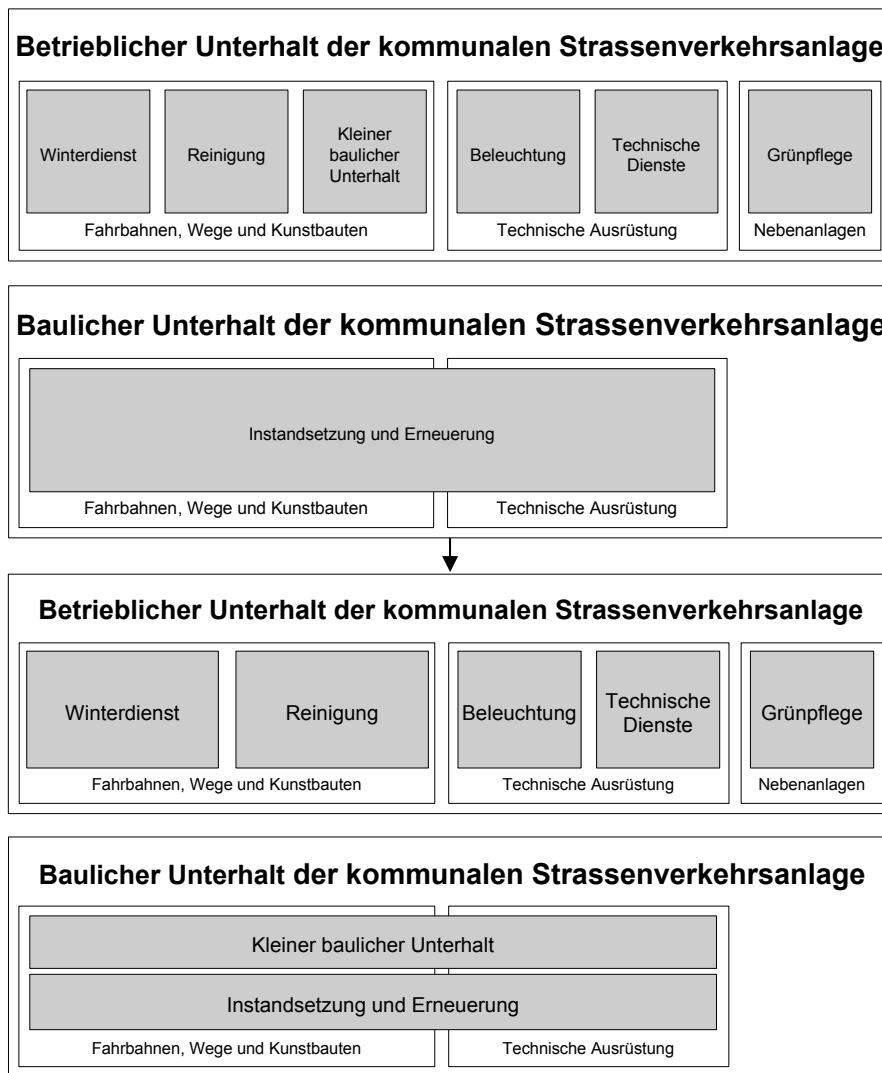 Betrieblicher Unterhalt der kommunalen Strassenverkehrsanlage
Winterdienst
Reinigung
Kleiner
baulicher
Unterhalt
Beleuchtung
Technische
Dienste
Grünpflege
Fahrbahnen, Wege und Kunstbauten
Technische Ausrüstung
Nebenanlagen
Baulicher Unterhalt der kommunalen Strassenverkehrsanlage
Instandsetzung und Erneuerung
Fahrbahnen, Wege und Kunstbauten
Technische Ausrüstung
Betrieblicher Unterhalt der kommunalen Strassenverkehrsanlage
Winterdienst
Reinigung
Beleuchtung
Technische
Dienste
Grünpflege
Fahrbahnen, Wege und Kunstbauten
Technische Ausrüstung
Nebenanlagen
Baulicher Unterhalt der kommunalen Strassenverkehrsanlage
Kleiner baulicher Unterhalt
Instandsetzung und Erneuerung
Fahrbahnen, Wege und Kunstbauten
Technische Ausrüstung